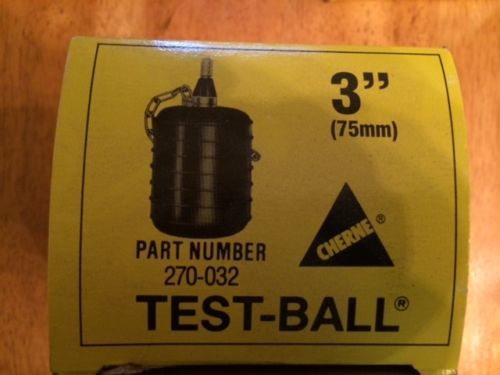 3”
(75mm)
CHERNE®
PART NUMBER
270-032
TEST-BALL®